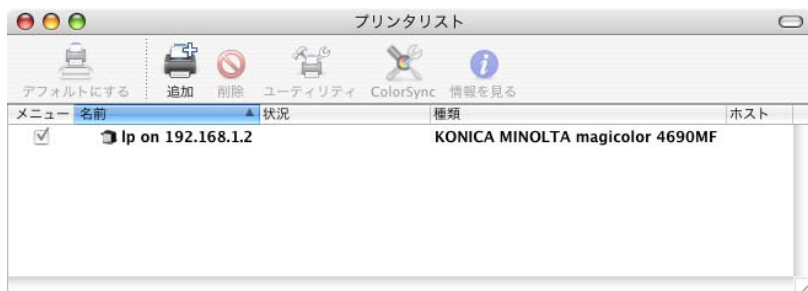 プリンタリスト
デフォルトにする 追加 削除 ユーティリティ ColorSync 情報を見る
メニュー 名前 状況 種類 ホスト
lp on 192.168.1.2 KONICA MINOLTA magicolor 4690MF